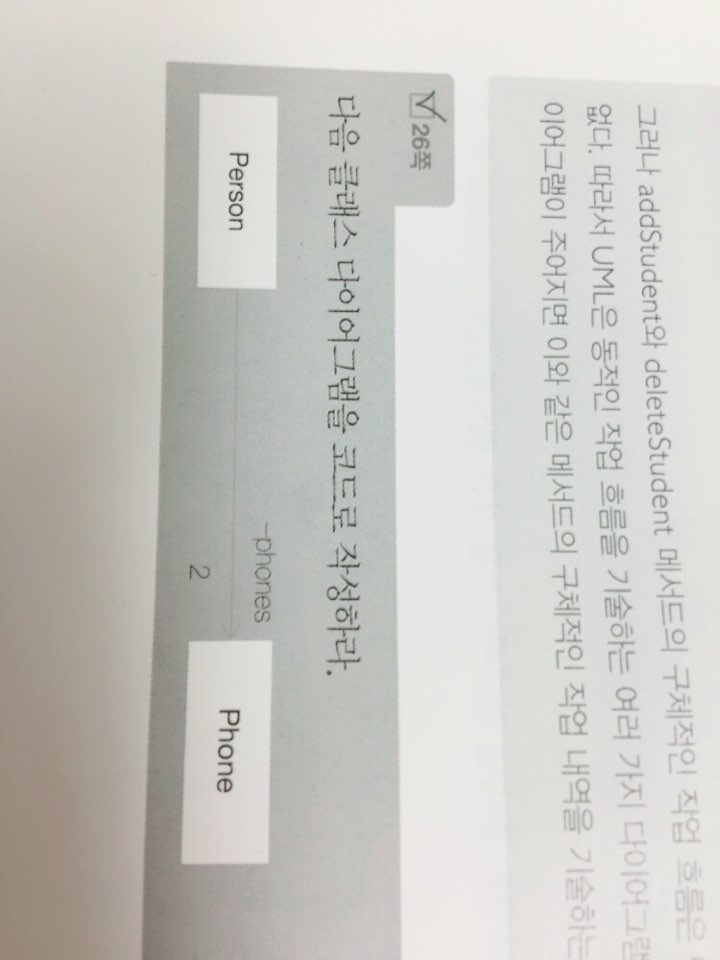 그러나 addStudent와 deleteStudent 메서드의 구체적인 작업 흐름은
없다. 따라서 UML은 동적인 작업 흐름을 기술하는 여러 가지 다이어그램
이어그램이 주어지면 이와 같은 메서드의 구체적인 작업 내역을 기술하는
26쪽
다음 클래스 다이어그램을 코드로 작성하라.
Person
-phones
2
Phone